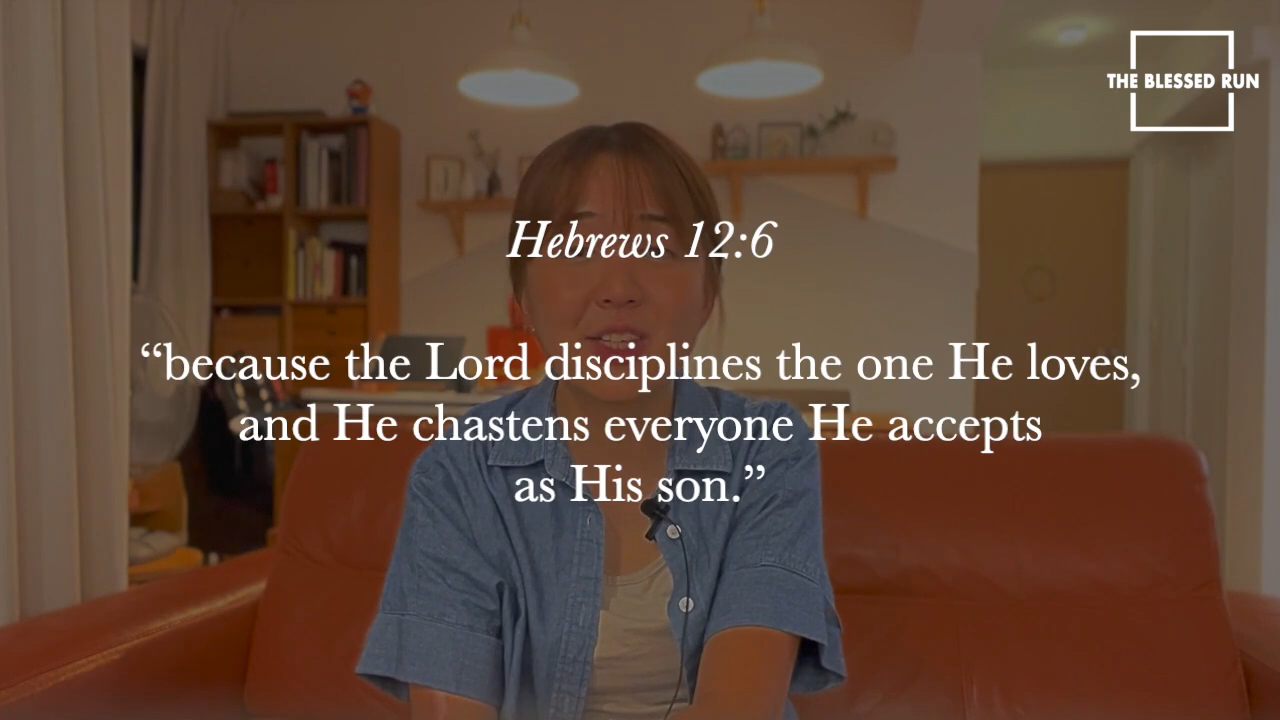 THE BLESSED RUN
Hebrews 12:6
“because the Lord disciplines the one He loves,
and He chastens everyone He accepts
as His son.”